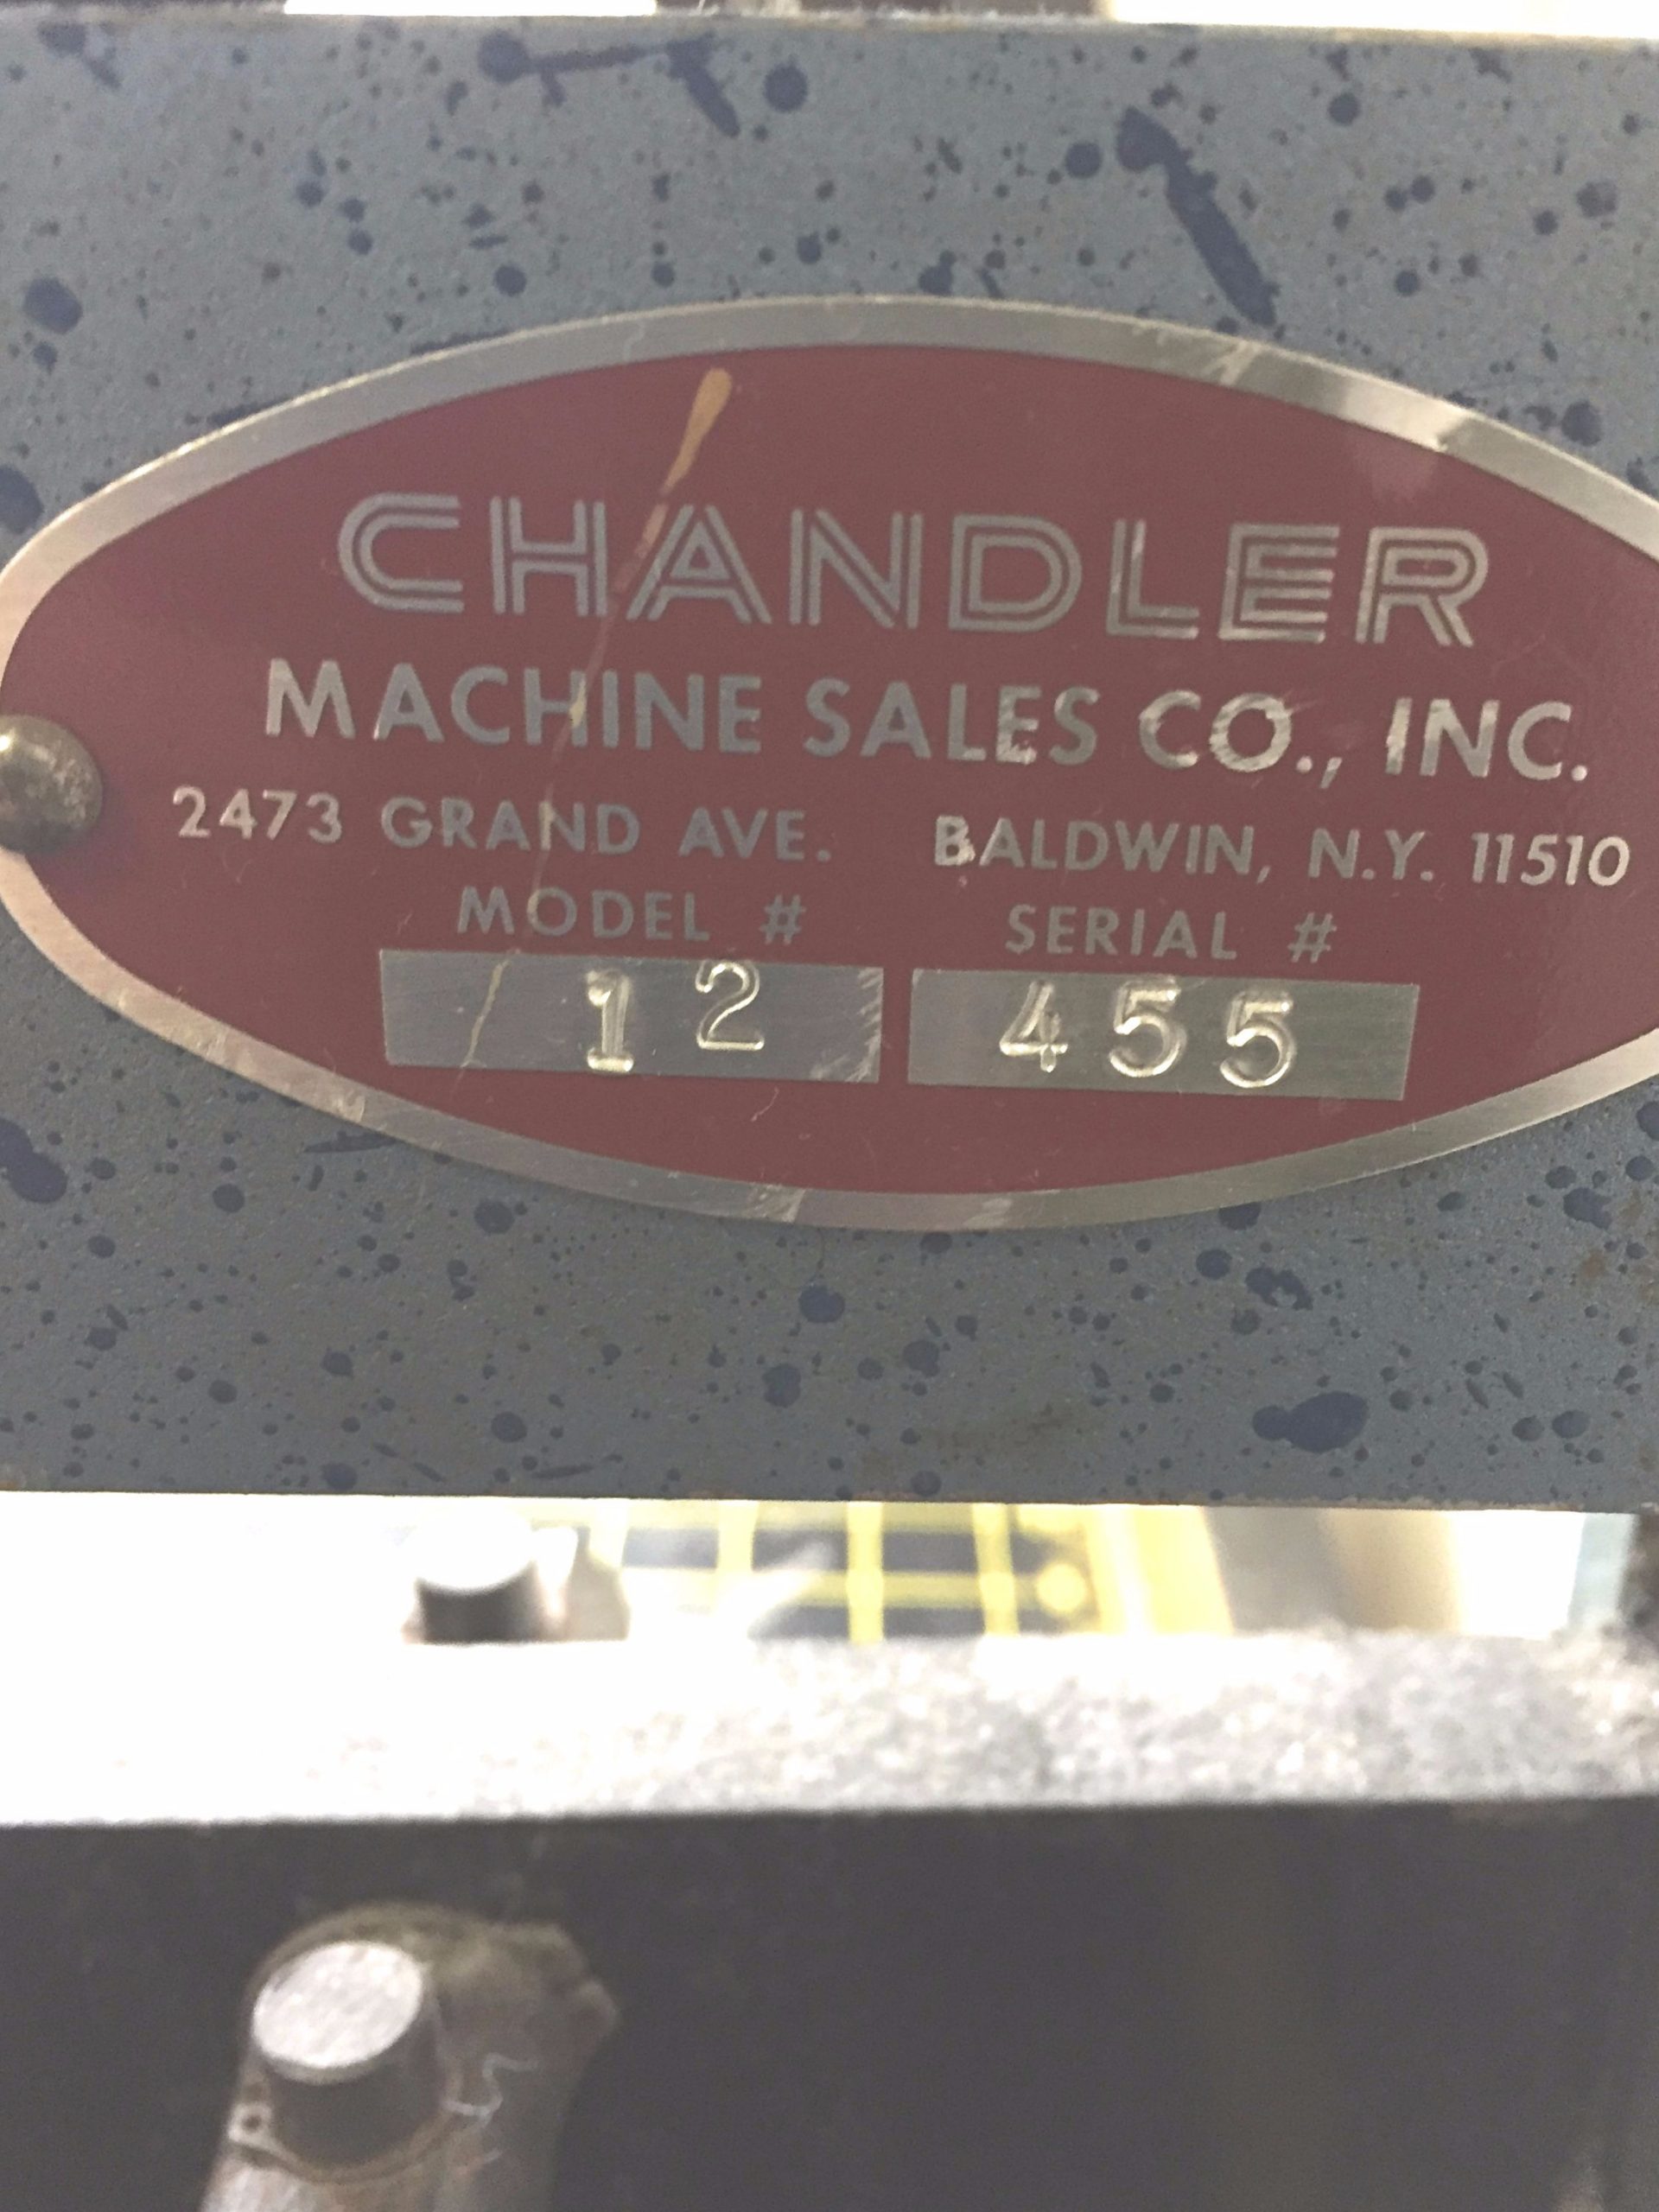 CHANDLER
MACHINE SALES CO., INC.
2473 GRAND AVE. BALDWIN, N.Y. 11510
MODEL # SERIAL #
12 455